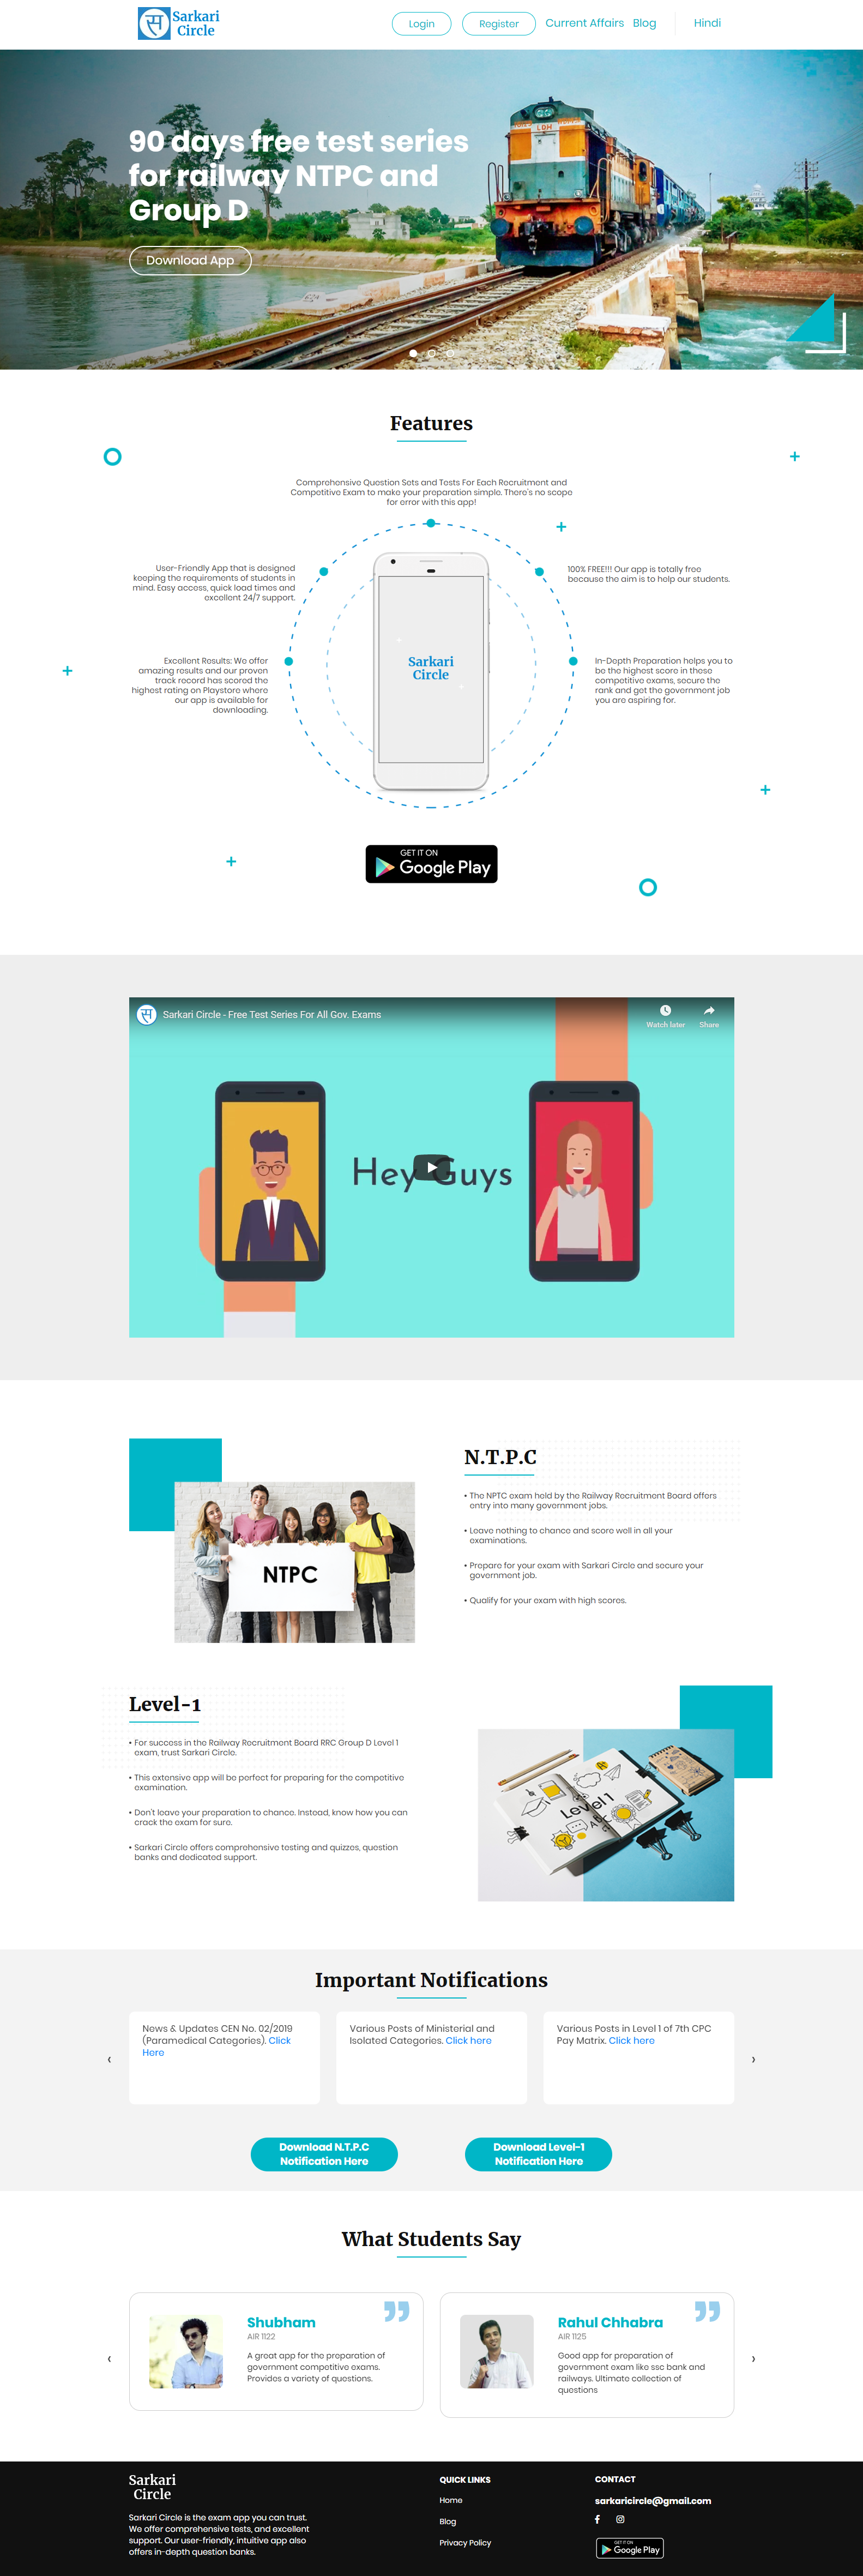 स
Sarkari
Circle
Login
Register
Current Affairs
Blog
Hindi
90 days free test series
for railway NTPC and
Group D
Download App
LDH
Features
Comprehensive Question Sets and Tests For Each Recruitment and
Competitive Exam to make your preparation simple. There's no scope
for error with this app!
User-Friendly App that is designed
keeping the requirements of students in
mind. Easy access, quick load times and
excellent 24/7 support.
100% FREE!!! Our app is totally free
because the aim is to help our students.
Excellent Results: We offer
amazing results and our proven
track record has scored the
highest rating on Playstore where
our app is available for
downloading.
Sarkari
Circle
In-Depth Preparation helps you to
be the highest score in those
competitive exams, secure the
rank and get the government job
you are aspiring for.
GET IT ON
Google Play
स
Sarkari Circle - Free Test Series For All Gov. Exams
Watch later
Share
Hey Guys
NTPC
N.T.P.C
• The NPTC exam held by the Railway Recruitment Board offers
entry into many government jobs.
• Leave nothing to chance and score well in all your
examinations.
• Prepare for your exam with Sarkari Circle and secure your
government job.
• Qualify for your exam with high scores.
Level-1
• For success in the Railway Recruitment Board RRC Group D Level 1
exam, trust Sarkari Circle.
• This extensive app will be perfect for preparing for the competitive
examination.
• Don't leave your preparation to chance. Instead, know how you can
crack the exam for sure.
• Sarkari Circle offers comprehensive testing and quizzes, question
banks and dedicated support.
Level 1
Important Notifications
News & Updates CEN No. 02/2019
(Paramedical Categories). Click
Here
Various Posts of Ministerial and
Isolated Categories. Click here
Various Posts in Level 1 of 7th CPC
Pay Matrix. Click here
Download N.T.P.C
Notification Here
Download Level-1
Notification Here
What Students Say
Shubham
AIR 1122
A great app for the preparation of
government competitive exams.
Provides a variety of questions.
Rahul Chhabra
AIR 1125
Good app for preparation of
government exam like ssc bank and
railways. Ultimate collection of
questions
Sarkari
Circle
Sarkari Circle is the exam app you can trust.
We offer comprehensive tests, and excellent
support. Our user-friendly, intuitive app also
offers in-depth question banks.
QUICK LINKS
Home
Blog
Privacy Policy
CONTACT
sarkaricircle@gmail.com
GET IT ON
Google Play